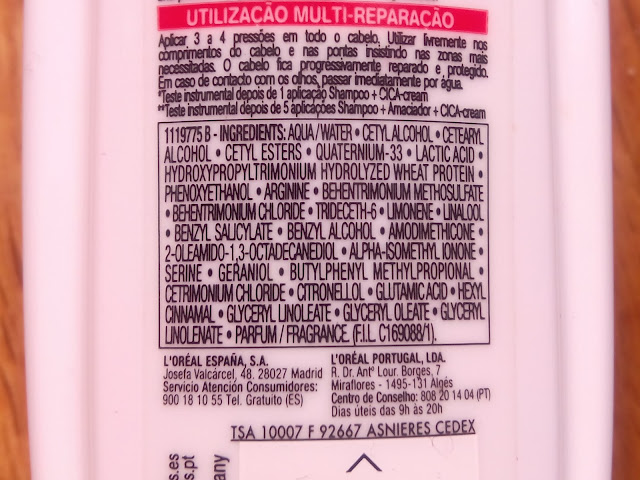 UTILIZAÇÃO MULTI-REPARAÇÃO
Aplicar 3 a 4 pressões em todo o cabelo. Utilizar livremente nos
comprimentos do cabelo e nas pontas insistindo nas zonas mais
necessitadas. O cabelo fica progressivamente reparado e protegido.
Em caso de contacto com os olhos, passar imediatamente por água.
*Teste instrumental depois de 1 aplicação Shampoo + CICA-cream
**Teste instrumental depois de 5 aplicações Shampoo + Amaciador + CICA-cream
1119775 B - INGREDIENTS: AQUA / WATER • CETYL ALCOHOL • CETEARYL
ALCOHOL • CETYL ESTERS • QUATERNIUM-33 • LACTIC ACID •
HYDROXYPROPYLTRIMONIUM HYDROLYZED WHEAT PROTEIN •
PHENOXYETHANOL • ARGININE • BEHENTRIMONIUM METHOSULFATE
• BEHENTRIMONIUM CHLORIDE • TRIDECETH-6 • LIMONENE • LINALOOL
• BENZYL SALICYLATE • BENZYL ALCOHOL • AMODIMETHICONE •
2-OLEAMIDO-1,3-OCTADECANEDIOL • ALPHA-ISOMETHYL IONONE •
SERINE • GERANIOL • BUTYLPHENYL METHYLPROPIONAL •
CETRIMONIUM CHLORIDE • CITRONELLOL • GLUTAMIC ACID • HEXYL
CINNAMAL • GLYCERYL LINOLEATE • GLYCERYL OLEATE • GLYCERYL
LINOLENATE • PARFUM / FRAGRANCE. (F.I.L. C169088/1).
L'ORÉAL ESPAÑA, S.A.
Josefa Valcárcel, 48. 28027 Madrid
Servicio Atención Consumidores:
900 18 10 55 Tel. Gratuito (ES)
L'ORÉAL PORTUGAL, LDA.
R. Dr. Antº Lour. Borges, 7
Miraflores - 1495-131 Algés
Centro de Conselho: 808 20 14 04 (PT)
Dias úteis das 9h às 20h
TSA 10007 F 92667 ASNIERES CEDEX
s.es
s.pt
any